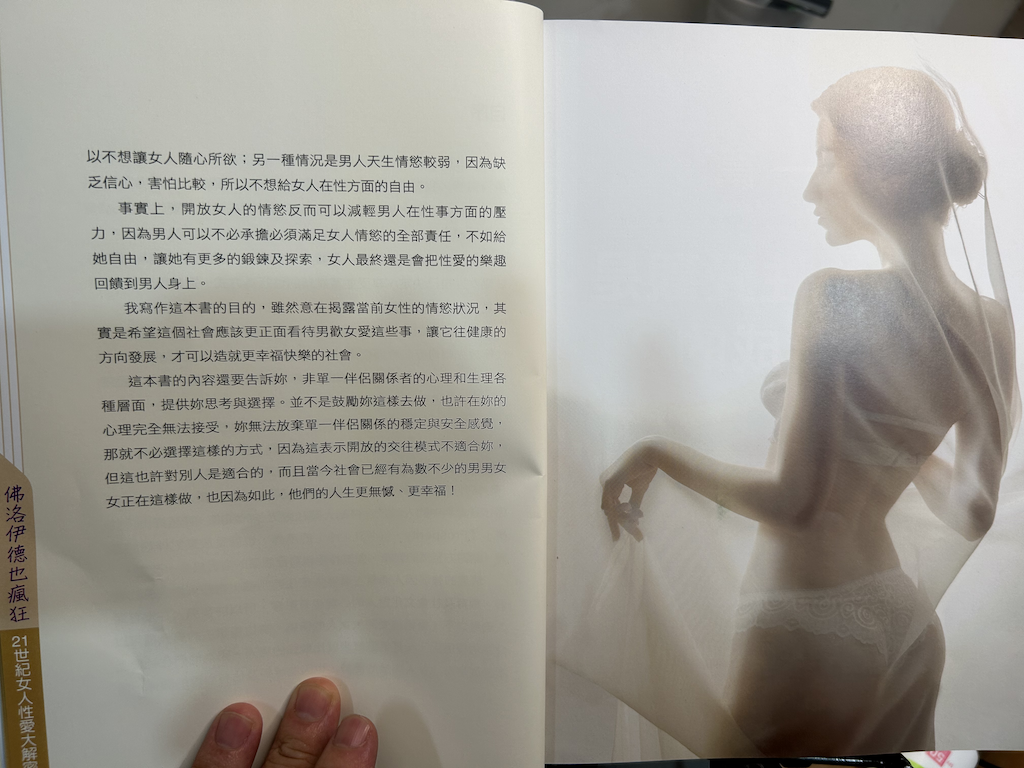 以不想讓女人隨心所欲；另一種情況是男人天生情慾較弱，因為缺
乏信心，害怕比較，所以不想給女人在性方面的自由。
事實上，開放女人的情慾反而可以減輕男人在性事方面的壓
力，因為男人可以不必承擔必須滿足女人情慾的全部責任，不如給
她自由，讓她有更多的鍛鍊及探索，女人最終還是會把性愛的樂趣
回饋到男人身上。
我寫作這本書的目的，雖然意在揭露當前女性的情慾狀況，其
實是希望這個社會應該更正面看待男歡女愛這些事，讓它往健康的
方向發展，才可以造就更幸福快樂的社會。
這本書的內容還要告訴妳，非單一伴侶關係者的心理和生理各
種層面，提供妳思考與選擇。並不是鼓勵妳這樣去做，也許在妳的
心理完全無法接受，妳無法放棄單一伴侶關係的穩定與安全感覺，
那就不必選擇這樣的方式，因為這表示開放的交往模式不適合妳，
但這也許對別人是適合的，而且當今社會已經有為數不少的男男女
女正在這樣做，也因為如此，他們的人生更無憾、更幸福！
佛洛伊德也瘋狂
21世紀女人性愛大解